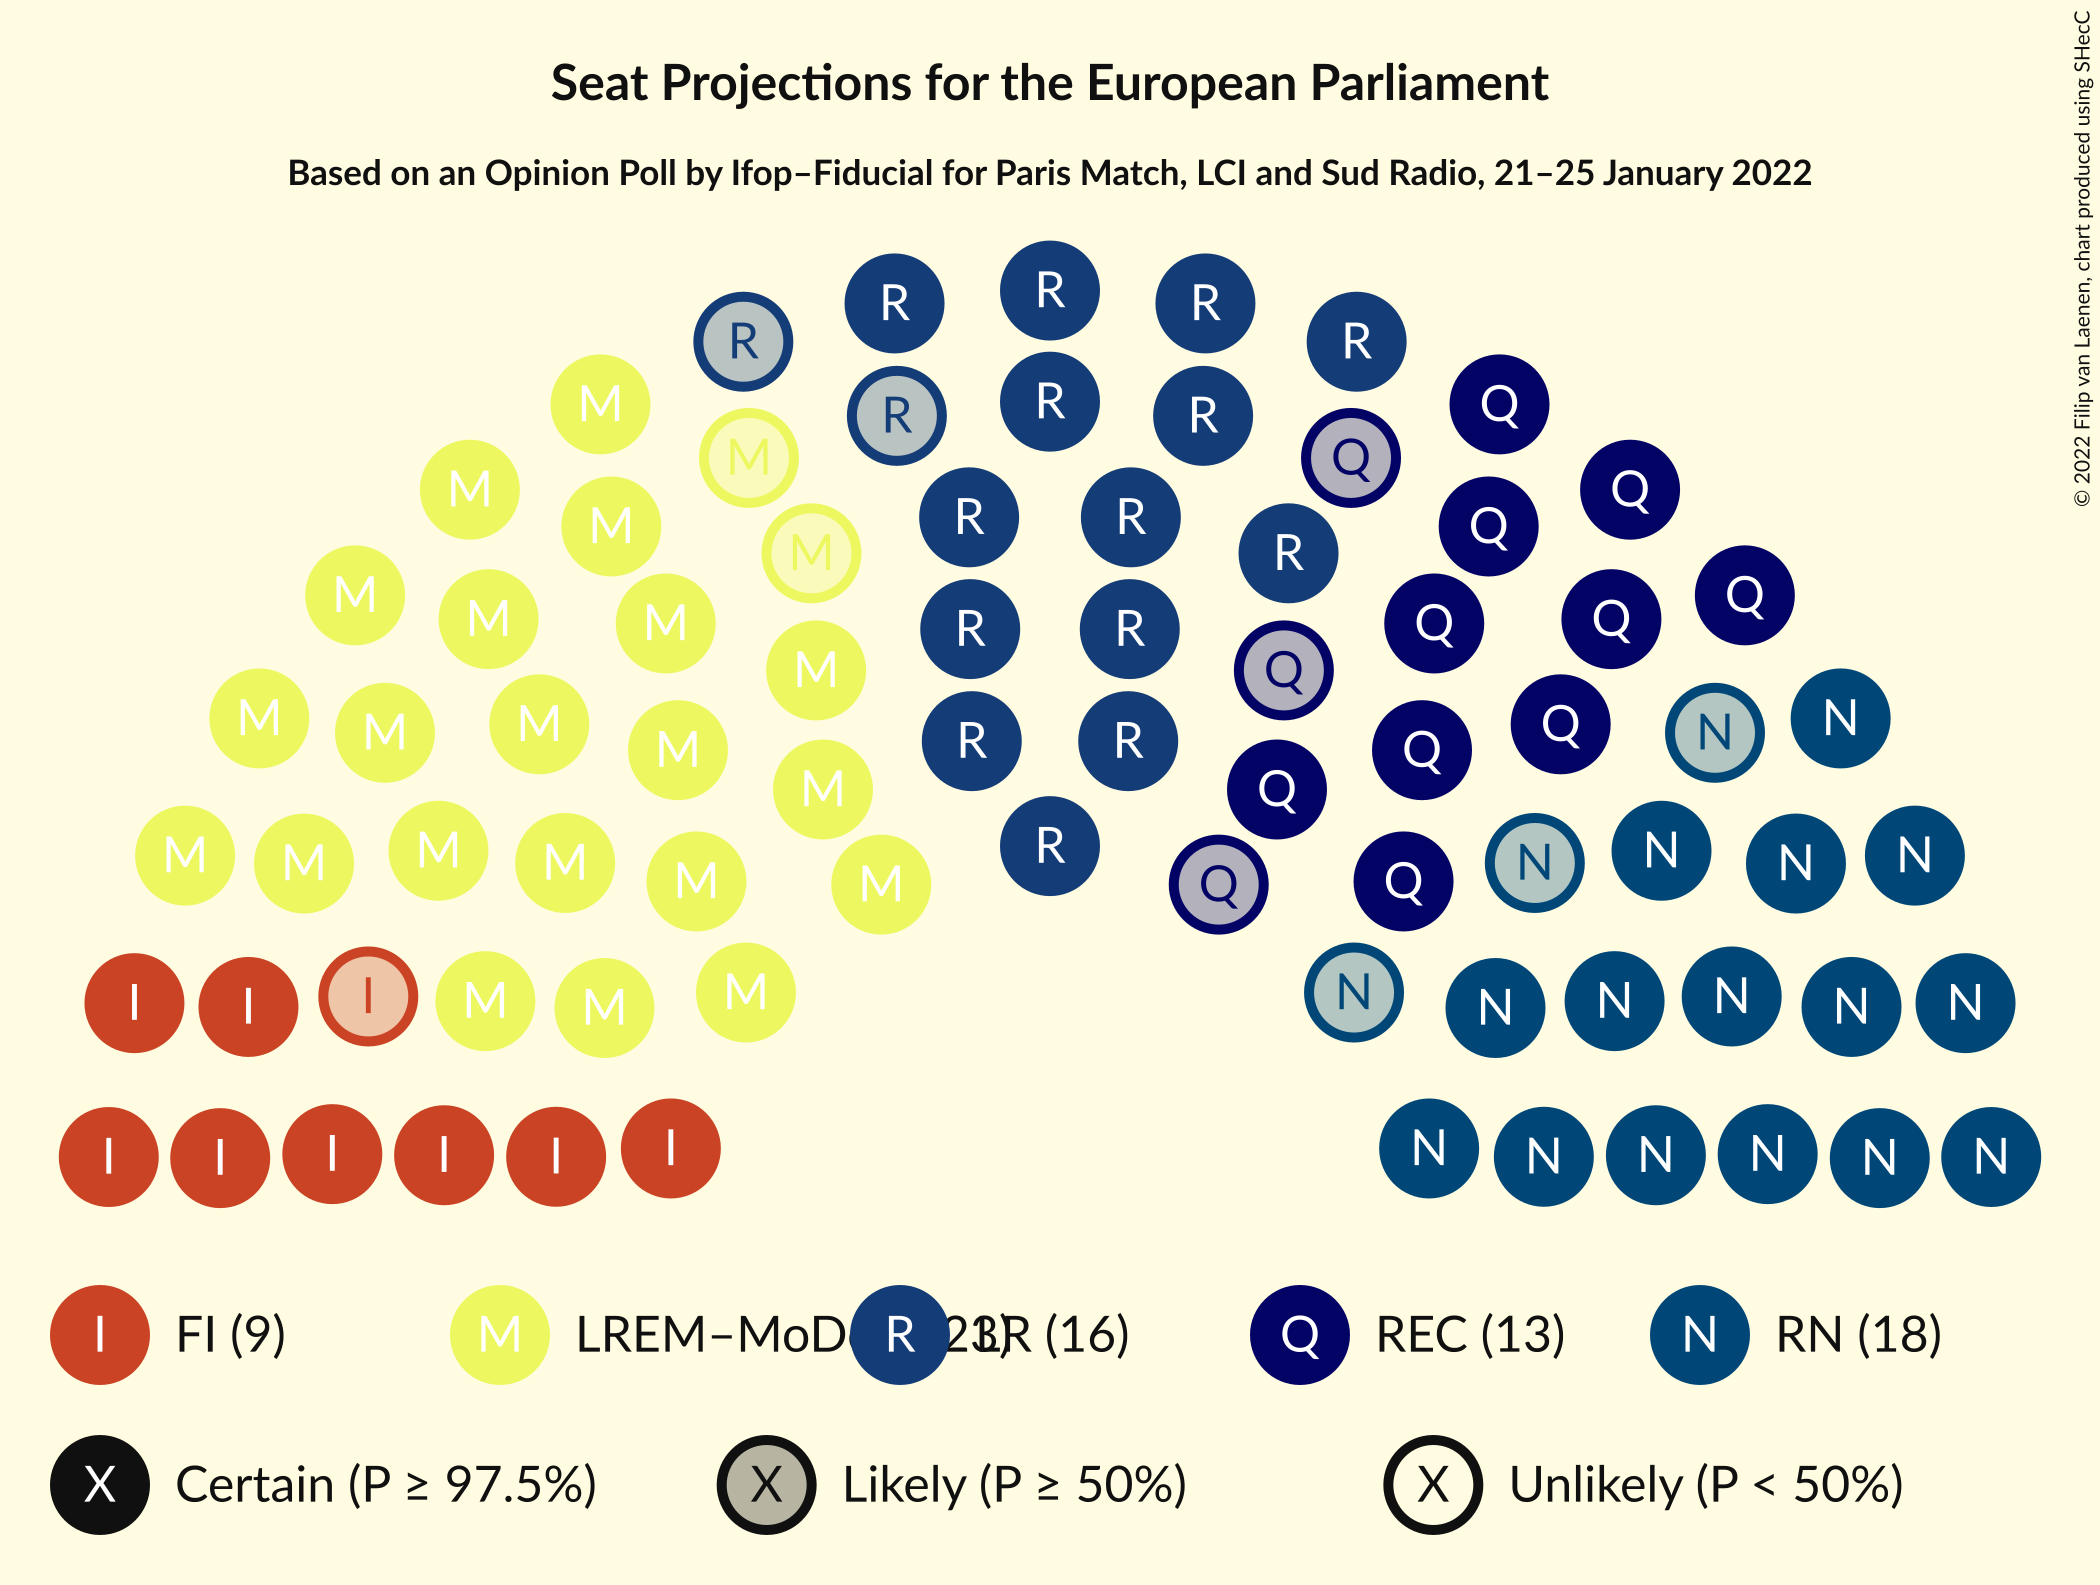 © 2022 Filip van Laenen, chart produced using SHecC
Seat Projections for the European Parliament
Based on an Opinion Poll by Ifop–Fiducial for Paris Match, LCI and Sud Radio, 21–25 January 2022
R R R
R R
M R R R Q
M Q
M M R R Q Q
M R
M M M R R Q Q Q
M Q
M M M M R R Q Q N N
M Q
M M M M M M R Q Q N N N N
I I I M M M N N N N N N
I I I I I I N N N N N N
I FI (9) M LREM–MoD 23) R LR (16) Q REC (13) N RN (18)
X Certain (P ≥ 97.5%) X Likely (P ≥ 50%) X Unlikely (P < 50%)